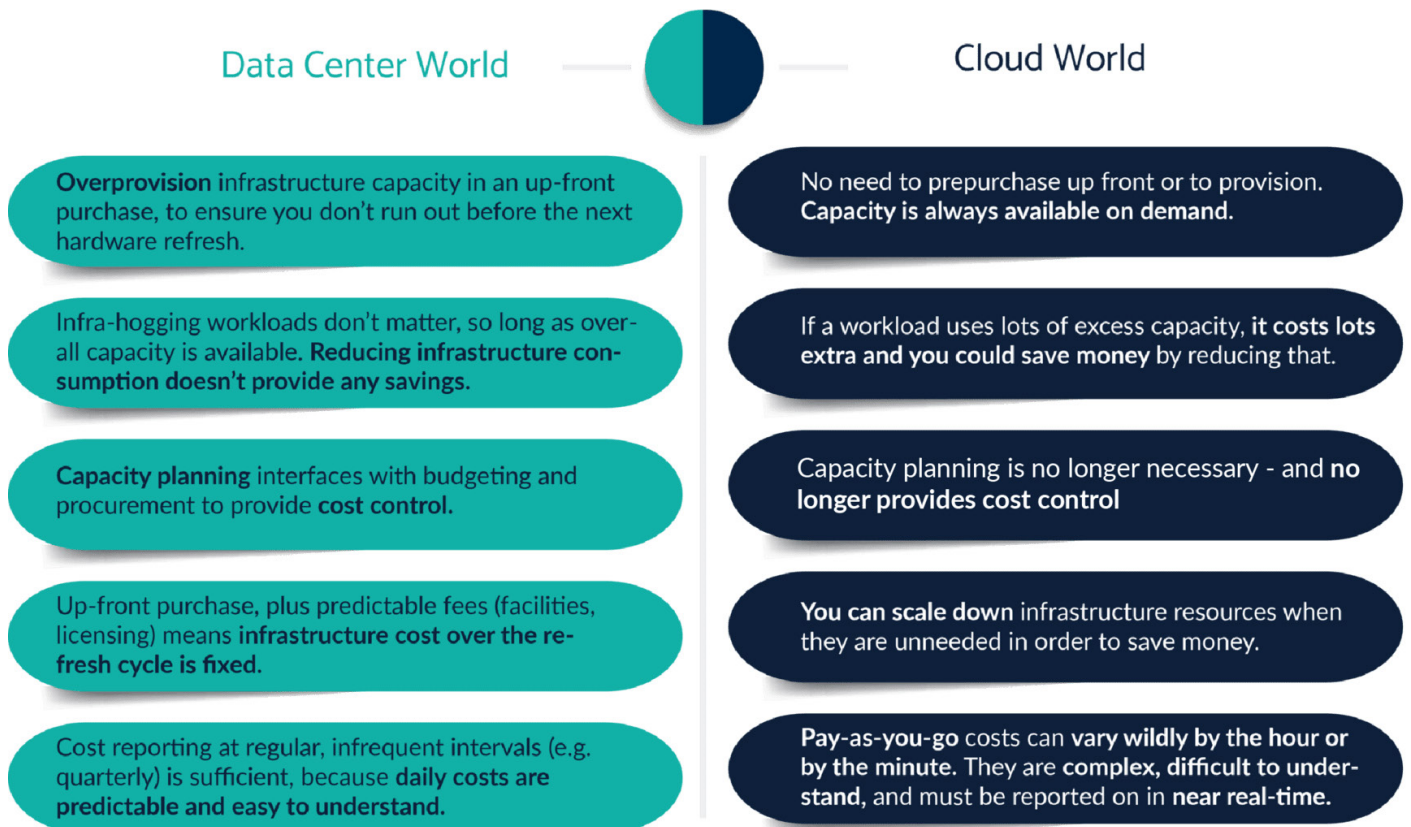 Data Center World
Cloud World
Overprovision infrastructure capacity in an up-front
purchase, to ensure you don't run out before the next
hardware refresh.
No need to prepurchase up front or to provision.
Capacity is always available on demand.
Infra-hogging workloads don't matter, so long as over-
all capacity is available. Reducing infrastructure con-
sumption doesn't provide any savings.
If a workload uses lots of excess capacity, it costs lots
extra and you could save money by reducing that.
Capacity planning interfaces with budgeting and
procurement to provide cost control.
Capacity planning is no longer necessary - and no
longer provides cost control
Up-front purchase, plus predictable fees (facilities,
licensing) means infrastructure cost over the re-
fresh cycle is fixed.
You can scale down infrastructure resources when
they are unneeded in order to save money.
Cost reporting at regular, infrequent intervals (e.g.
quarterly) is sufficient, because daily costs are
predictable and easy to understand.
Pay-as-you-go costs can vary wildly by the hour or
by the minute. They are complex, difficult to under-
stand, and must be reported on in near real-time.